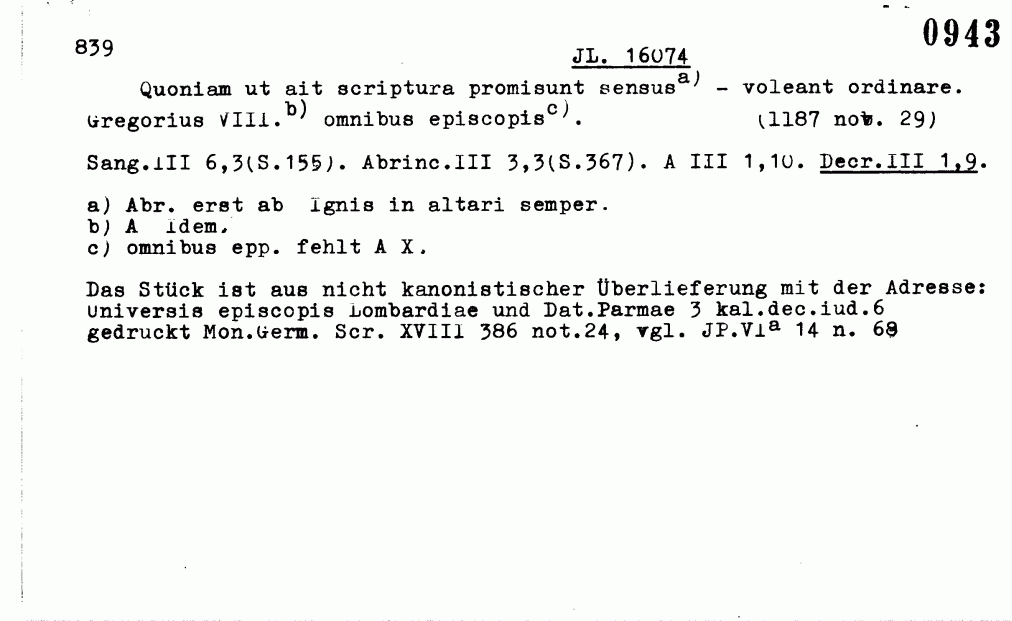 0943
839
JL. 16074
Quoniam ut ait scriptura promisunt sensus a) - voleant ordinare.
Gregorius VIII. b) omnibus episcopis c). (1187 nov. 29)
Sang.III 6,3(S.155). Abrinc.III 3,3(S.367). A III 1,10. Decr.III 1,9.
a) Abr. erst ab Ignis in altari semper.
b) A Idem.
c) omnibus epp. fehlt A X.
Das Stück ist aus nicht kanonistischer Überlieferung mit der Adresse:
Universis episcopis Lombardiae und Dat.Parmae 3 kal.dec.iud.6
gedruckt Mon.Germ. Scr. XVIII 386 not.24, vgl. JP.VIa 14 n. 68